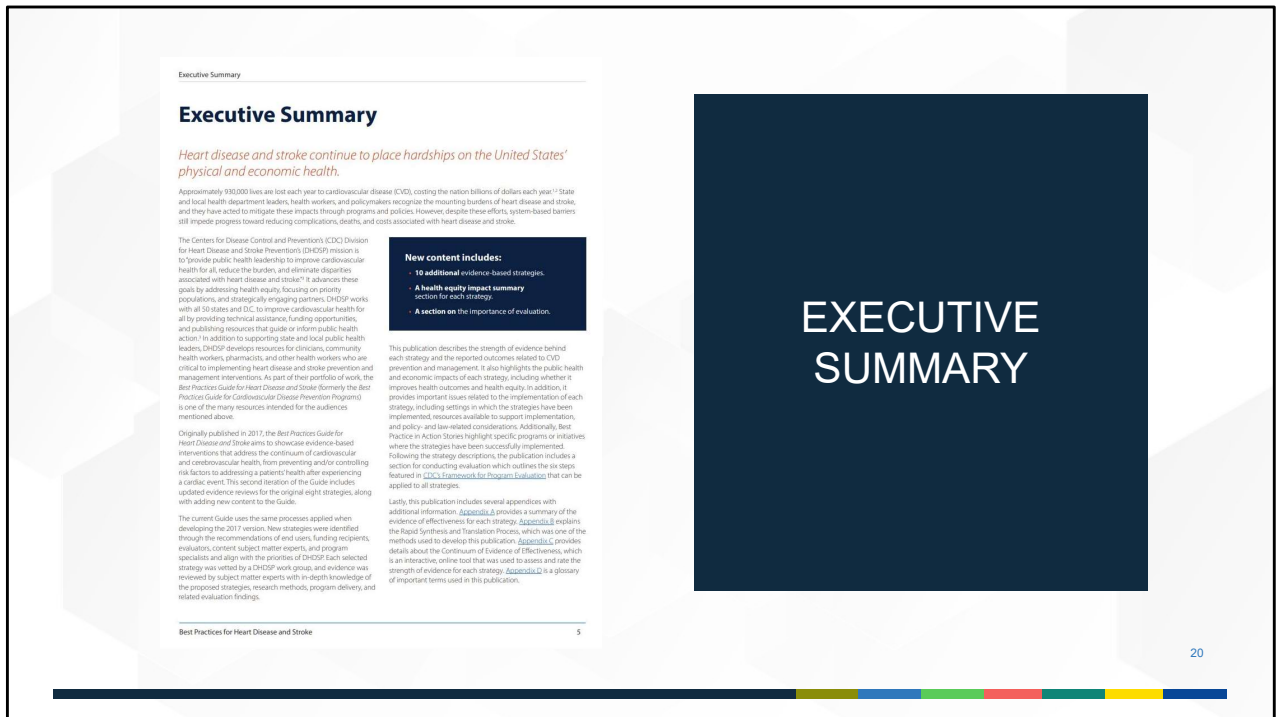 Executive Summary
Executive Summary
Heart disease and stroke continue to place hardships on the United States’
physical and economic health.
Approximately 930,000 lives are lost each year to cardiovascular disease (CVD), costing the nation billions of dollars each year.1,2 State
and local health department leaders, health workers, and policymakers recognize the mounting burdens of heart disease and stroke,
and they have acted to mitigate these impacts through programs and policies. However, despite these efforts, system-based barriers
still impede progress toward reducing complications, deaths, and costs associated with heart disease and stroke.
The Centers for Disease Control and Prevention’s (CDC) Division
for Heart Disease and Stroke Prevention’s (DHDSP) mission is
to “provide public health leadership to improve cardiovascular
health for all, reduce the burden, and eliminate disparities
associated with heart disease and stroke.”3 It advances these
goals by addressing health equity, focusing on priority
populations, and strategically engaging partners. DHDSP works
with all 50 states and D.C. to improve cardiovascular health for
all by providing technical assistance, funding opportunities,
and publishing resources that guide or inform public health
action.3 In addition to supporting state and local public health
leaders, DHDSP develops resources for clinicians, community
health workers, pharmacists, and other health workers who are
critical to implementing heart disease and stroke prevention and
management interventions. As part of their portfolio of work, the
Best Practices Guide for Heart Disease and Stroke (formerly the Best
Practices Guide for Cardiovascular Disease Prevention Programs)
is one of the many resources intended for the audiences
mentioned above.
Originally published in 2017, the Best Practices Guide for
Heart Disease and Stroke aims to showcase evidence-based
interventions that address the continuum of cardiovascular
and cerebrovascular health, from preventing and/or controlling
risk factors to addressing a patients’ health after experiencing
a cardiac event. This second iteration of the Guide includes
updated evidence reviews for the original eight strategies, along
with adding new content to the Guide.
The current Guide uses the same processes applied when
developing the 2017 version. New strategies were identified
through the recommendations of end users, funding recipients,
evaluators, content subject matter experts, and program
specialists and align with the priorities of DHDSP. Each selected
strategy was vetted by a DHDSP work group, and evidence was
reviewed by subject matter experts with in-depth knowledge of
the proposed strategies, research methods, program delivery, and
related evaluation findings.
New content includes:
• 10 additional evidence-based strategies.
• A health equity impact summary
section for each strategy.
• A section on the importance of evaluation.
This publication describes the strength of evidence behind
each strategy and the reported outcomes related to CVD
prevention and management. It also highlights the public health
and economic impacts of each strategy, including whether it
improves health outcomes and health equity. In addition, it
provides important issues related to the implementation of each
strategy, including settings in which the strategies have been
implemented, resources available to support implementation,
and policy- and law-related considerations. Additionally, Best
Practice in Action Stories highlight specific programs or initiatives
where the strategies have been successfully implemented.
Following the strategy descriptions, the publication includes a
section for conducting evaluation which outlines the six steps
featured in CDC’s Framework for Program Evaluation that can be
applied to all strategies.
Lastly, this publication includes several appendices with
additional information. Appendix A provides a summary of the
evidence of effectiveness for each strategy. Appendix B explains
the Rapid Synthesis and Translation Process, which was one of the
methods used to develop this publication. Appendix C provides
details about the Continuum of Evidence of Effectiveness, which
is an interactive, online tool that was used to assess and rate the
strength of evidence for each strategy. Appendix D is a glossary
of important terms used in this publication.
Best Practices for Heart Disease and Stroke 5
EXECUTIVE
SUMMARY
20